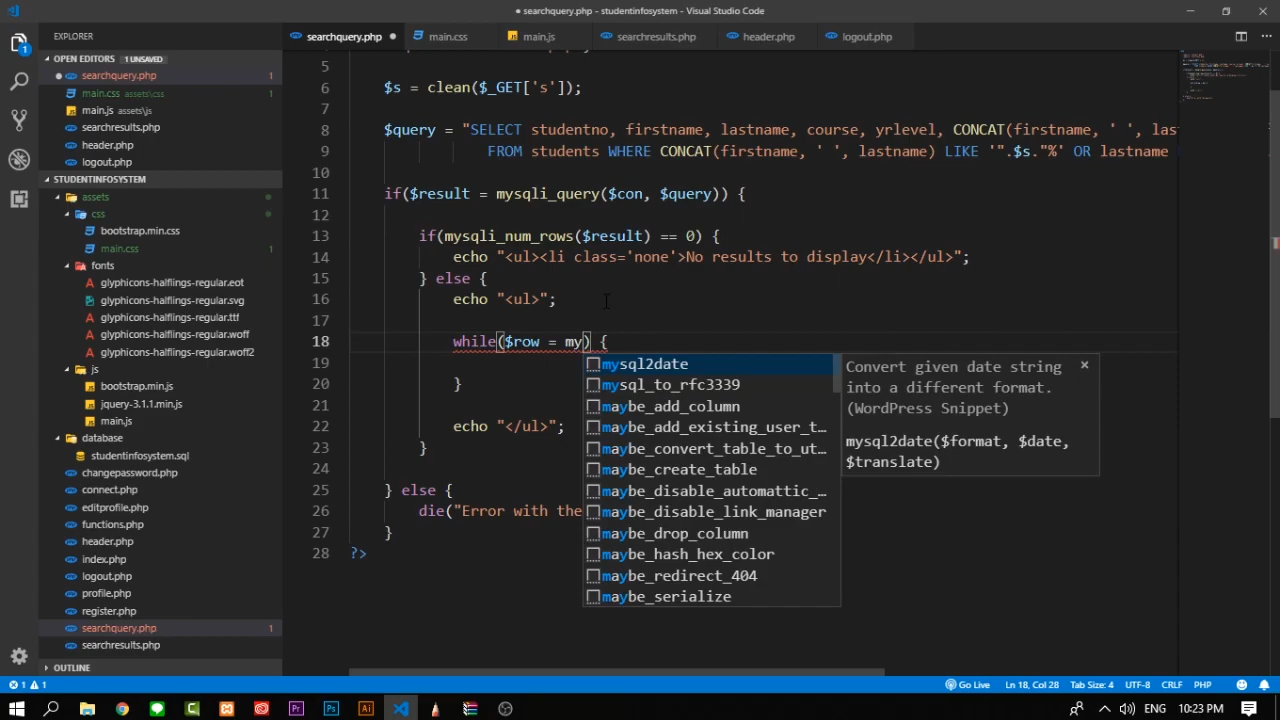 ● searchquery.php - studentinfosystem - Visual Studio Code
EXPLORER
searchquery.php ●
main.css
main.js
searchresults.php
header.php
logout.php
OPEN EDITORS 1 UNSAVED
● searchquery.php 1
main.css assets\css
main.js assets\js
searchresults.php
header.php
logout.php
STUDENTINFOSYSTEM
assets
css
bootstrap.min.css
main.css
fonts
glyphicons-halflings-regular.eot
glyphicons-halflings-regular.svg
glyphicons-halflings-regular.ttf
glyphicons-halflings-regular.woff
glyphicons-halflings-regular.woff2
js
bootstrap.min.js
jquery-3.1.1.min.js
main.js
database
studentinfosystem.sql
changepassword.php
connect.php
editprofile.php
functions.php
header.php
index.php
logout.php
profile.php
register.php
searchquery.php 1
searchresults.php
OUTLINE
5
6 $s = clean($_GET['s']);
7
8 $query = "SELECT studentno, firstname, lastname, course, yrlevel, CONCAT(firstname, ' ', las
9 FROM students WHERE CONCAT(firstname, ' ', lastname) LIKE '".$s."%' OR lastname
10
11 if($result = mysqli_query($con, $query)) {
12
13 if(mysqli_num_rows($result) == 0) {
14 echo "<ul><li class='none'>No results to display</li></ul>";
15 } else {
16 echo "<ul>";
17
18 while($row = my) {
19
20 }
21
22 echo "</ul>";
23 }
24
25 } else {
26 die("Error with the
27 }
28 ?>
mysql2date
mysql_to_rfc3339
maybe_add_column
maybe_add_existing_user_t...
maybe_convert_table_to_ut...
maybe_create_table
maybe_disable_automattic_...
maybe_disable_link_manager
maybe_drop_column
maybe_hash_hex_color
maybe_redirect_404
maybe_serialize
Convert given date string
into a different format.
(WordPress Snippet)
mysql2date($format, $date,
$translate)
1
1 1
Go Live
Ln 18, Col 28
Tab Size: 4
UTF-8
CRLF
PHP
ENG
10:23 PM